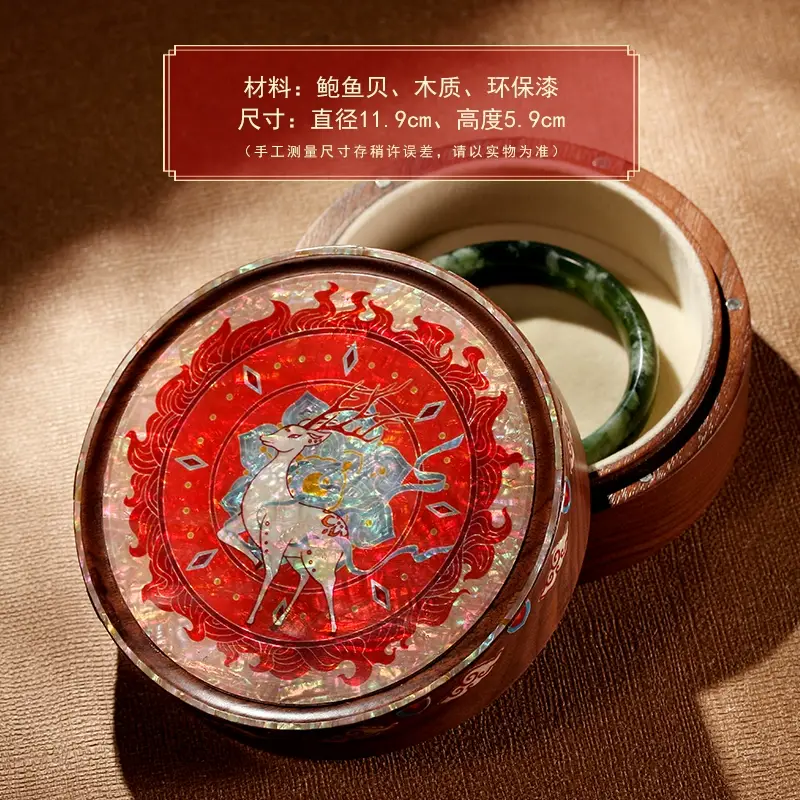 材料：鲍鱼贝、木质、环保漆
尺寸：直径11.9cm、高度5.9cm
（手工测量尺寸存稍许误差，请以实物为准）